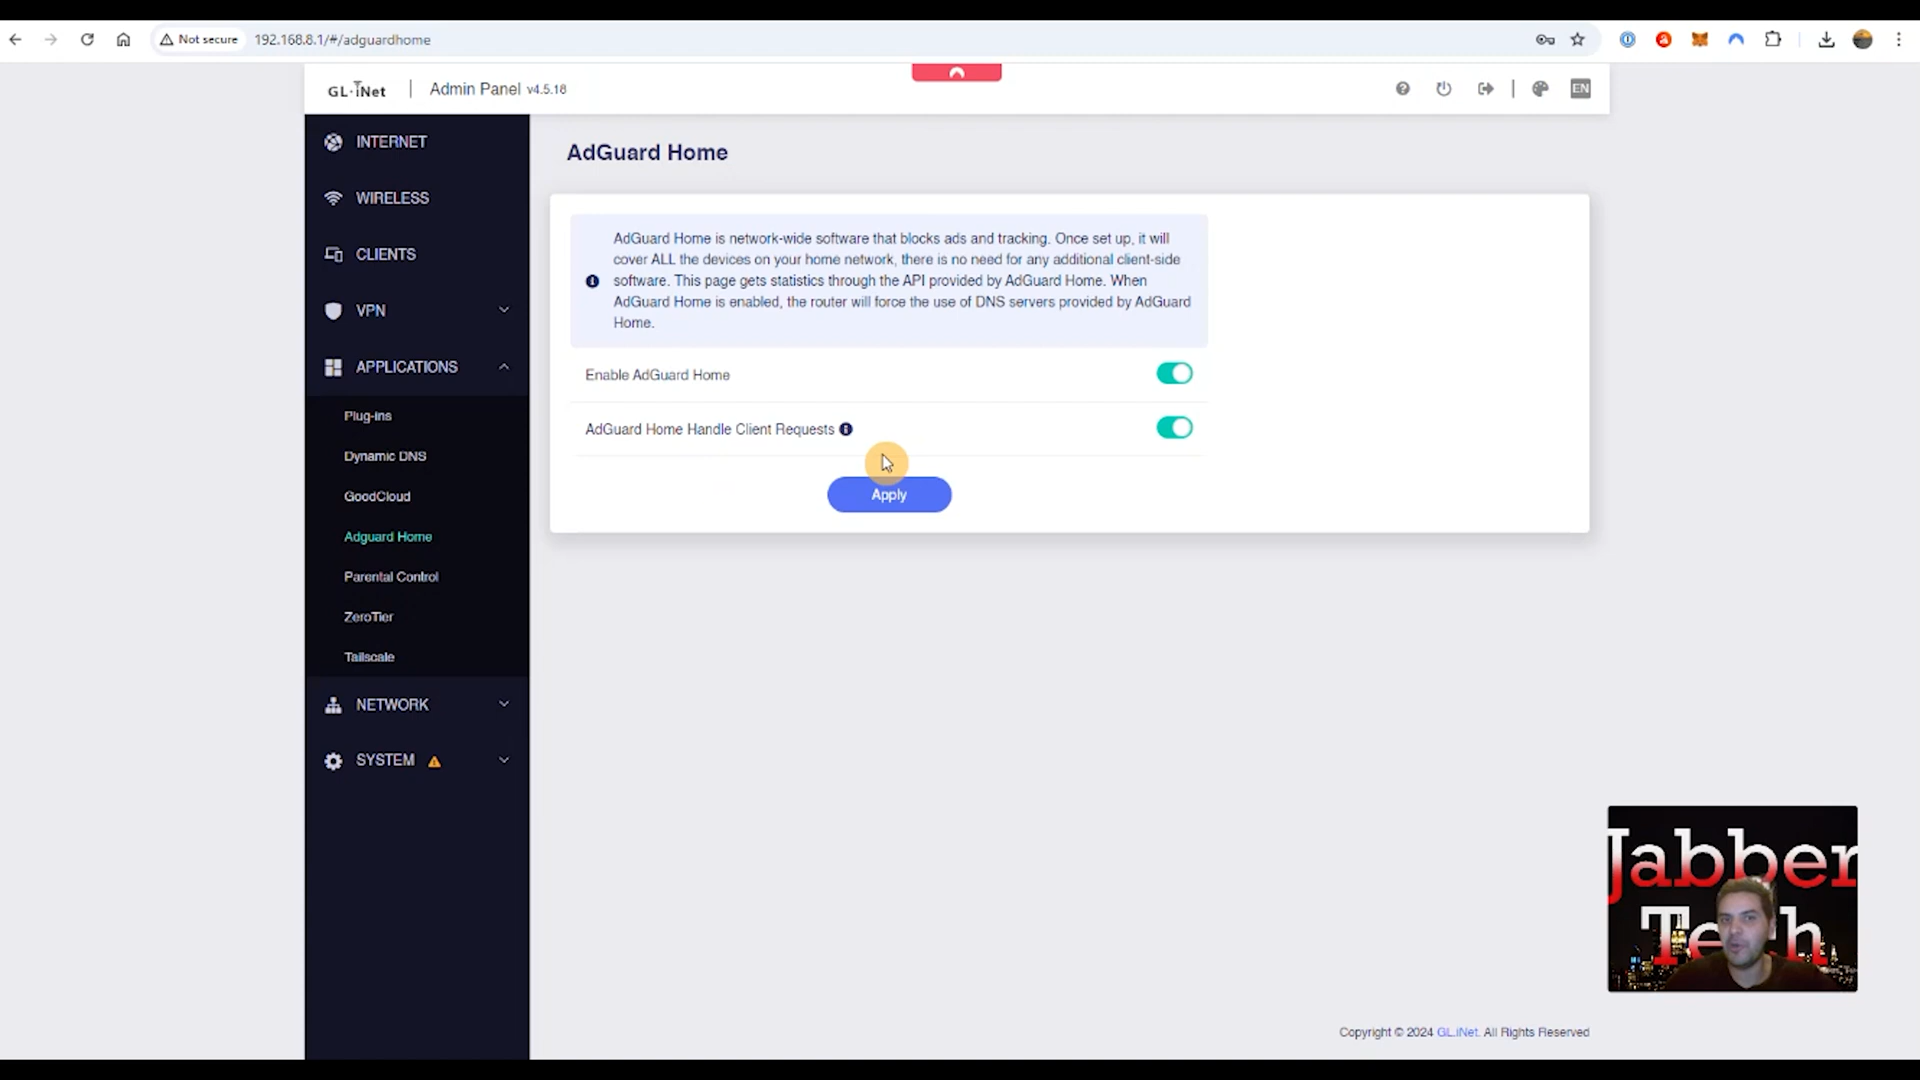 Not secure
192.168.8.1/#/adguardhome
GL·iNet
Admin Panel v4.5.18
EN
INTERNET
WIRELESS
CLIENTS
VPN
APPLICATIONS
Plug-ins
Dynamic DNS
GoodCloud
Adguard Home
Parental Control
ZeroTier
Tailscale
NETWORK
SYSTEM
AdGuard Home
AdGuard Home is network-wide software that blocks ads and tracking. Once set up, it will
cover ALL the devices on your home network, there is no need for any additional client-side
software. This page gets statistics through the API provided by AdGuard Home. When
AdGuard Home is enabled, the router will force the use of DNS servers provided by AdGuard
Home.
Enable AdGuard Home
AdGuard Home Handle Client Requests
Apply
Jabber
Tech
Copyright © 2024 GL.iNet. All Rights Reserved